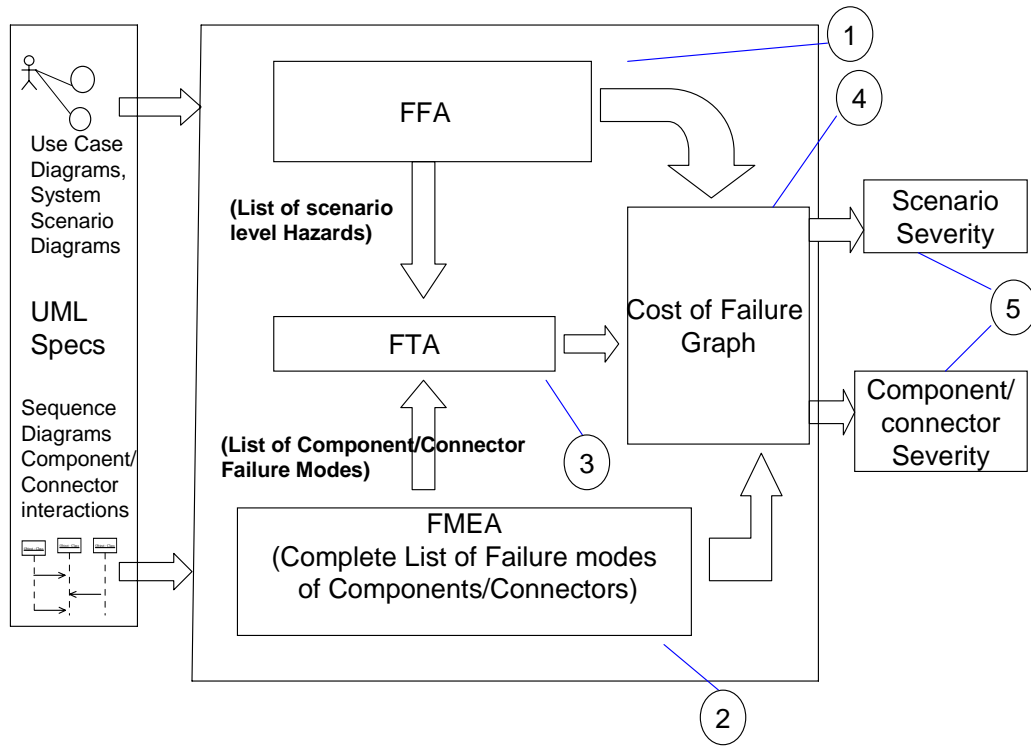 1
FFA
4
Use Case
Diagrams,
System
Scenario
Diagrams
(List of scenario
level Hazards)
Scenario
Severity
UML
Specs
FTA
Cost of Failure
Graph
5
Sequence
Diagrams
Component/
Connector
interactions
(List of Component/Connector
Failure Modes)
3
Component/
connector
Severity
FMEA
(Complete List of Failure modes
of Components/Connectors)
2